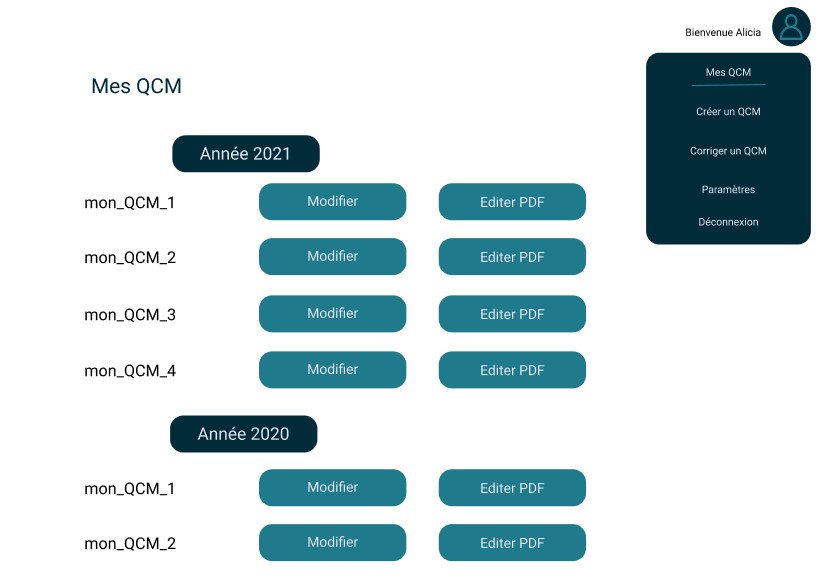 Bienvenue Alicia
Mes QCM
Créer un QCM
Corriger un QCM
Paramètres
Déconnexion
Mes QCM
Année 2021
mon_QCM_1 Modifier Editer PDF
mon_QCM_2 Modifier Editer PDF
mon_QCM_3 Modifier Editer PDF
mon_QCM_4 Modifier Editer PDF
Année 2020
mon_QCM_1 Modifier Editer PDF
mon_QCM_2 Modifier Editer PDF